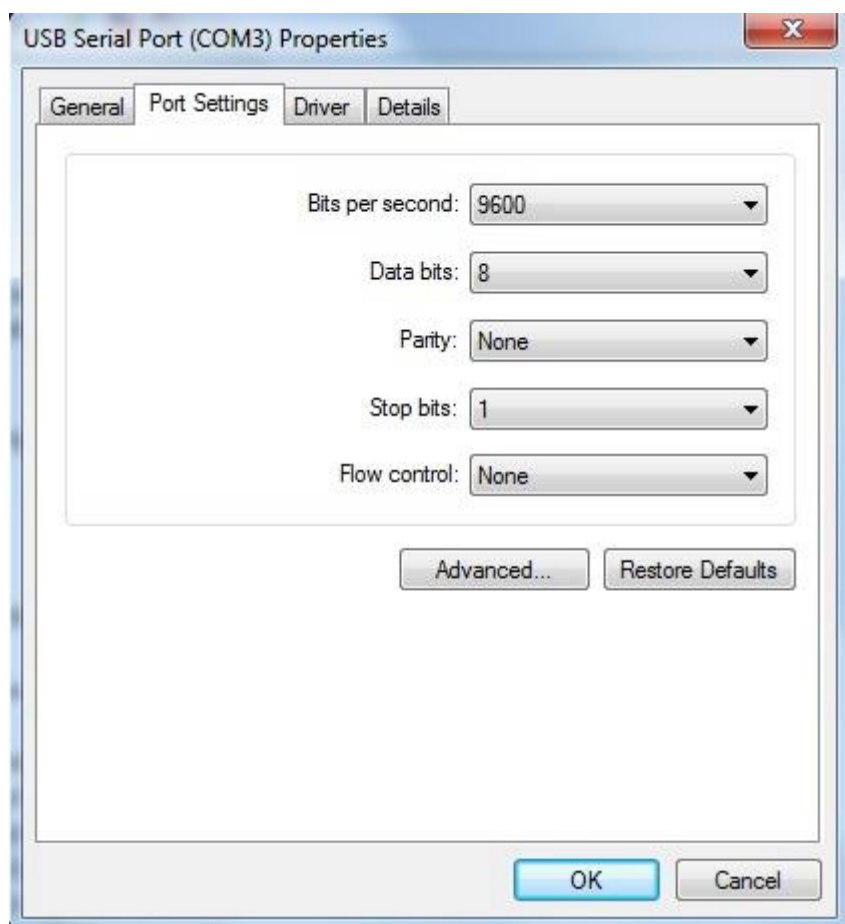 USB Serial Port (COM3) Properties
General Port Settings Driver Details
Bits per second: 9600
Data bits: 8
Parity: None
Stop bits: 1
Flow control: None
Advanced... Restore Defaults
OK Cancel